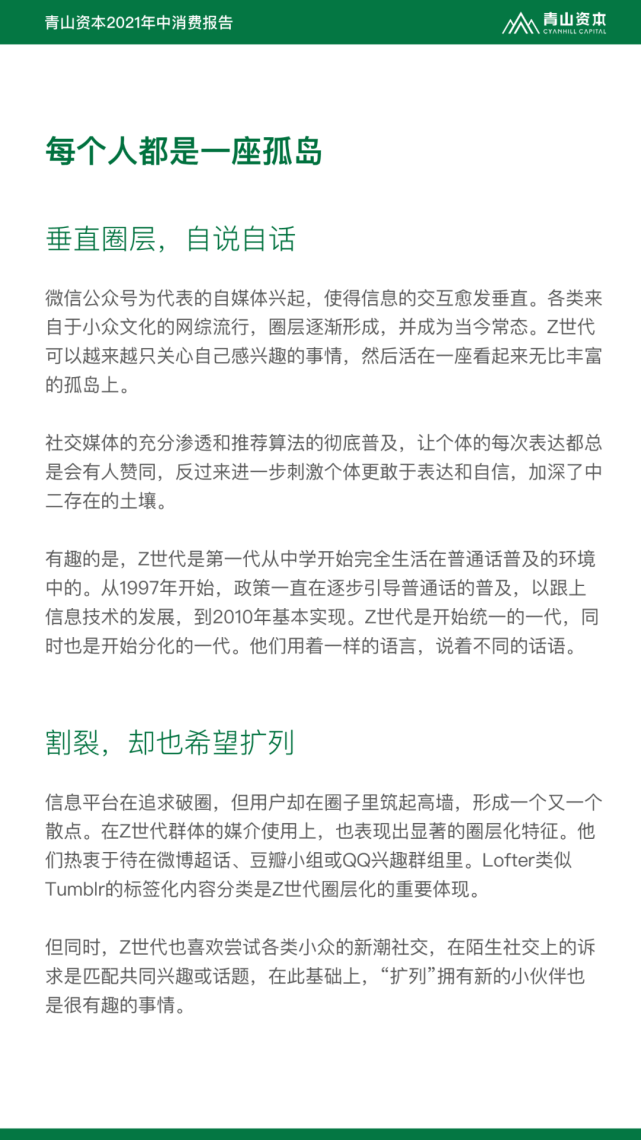 青山资本2021年中消费报告
青山资本
CYANHILL CAPITAL
每个人都是一座孤岛
垂直圈层，自说自话
微信公众号为代表的自媒体兴起，使得信息的交互愈发垂直。各类来
自于小众文化的网综流行，圈层逐渐形成，并成为当今常态。Z世代
可以越来越只关心自己感兴趣的事情，然后活在一座看起来无比丰富
的孤岛上。
社交媒体的充分渗透和推荐算法的彻底普及，让个体的每次表达都总
是会有人赞同，反过来进一步刺激个体更敢于表达和自信，加深了中
二存在的土壤。
有趣的是，Z世代是第一代从中学开始完全生活在普通话普及的环境
中的。从1997年开始，政策一直在逐步引导普通话的普及，以跟上
信息技术的发展，到2010年基本实现。Z世代是开始统一的一代，同
时也是开始分化的一代。他们用着一样的语言，说着不同的话语。
割裂，却也希望扩列
信息平台在追求破圈，但用户却在圈子里筑起高墙，形成一个又一个
散点。在Z世代群体的媒介使用上，也表现出显著的圈层化特征。他
们热衷于待在微博超话、豆瓣小组或QQ兴趣群组里。Lofter类似
Tumblr的标签化内容分类是Z世代圈层化的重要体现。
但同时，Z世代也喜欢尝试各类小众的新潮社交，在陌生社交上的诉
求是匹配共同兴趣或话题，在此基础上，“扩列”拥有新的小伙伴也
是很有趣的事情。